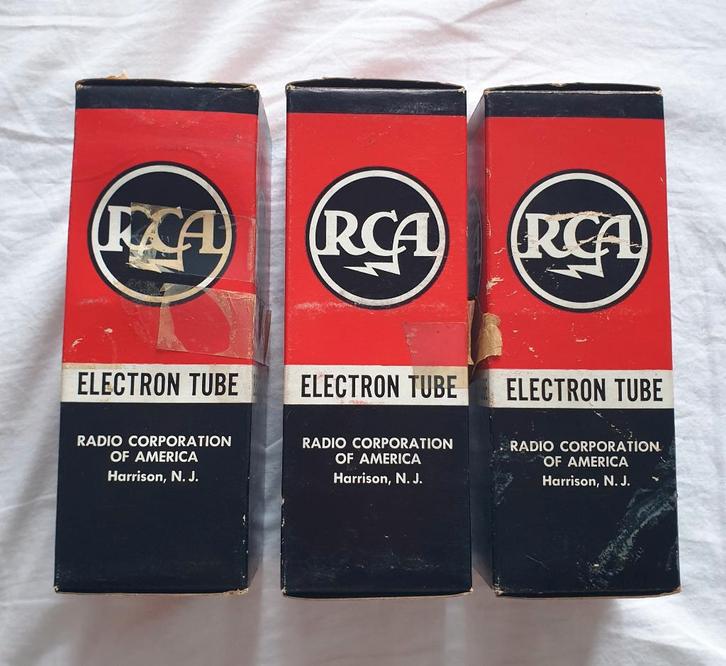 RCA
ELECTRON TUBE
RADIO CORPORATION
OF AMERICA
Harrison, N. J.
RCA
ELECTRON TUBE
RADIO CORPORATION
OF AMERICA
Harrison, N. J.
RCA
ELECTRON TUBE
RADIO CORPORATION
OF AMERICA
Harrison, N. J.